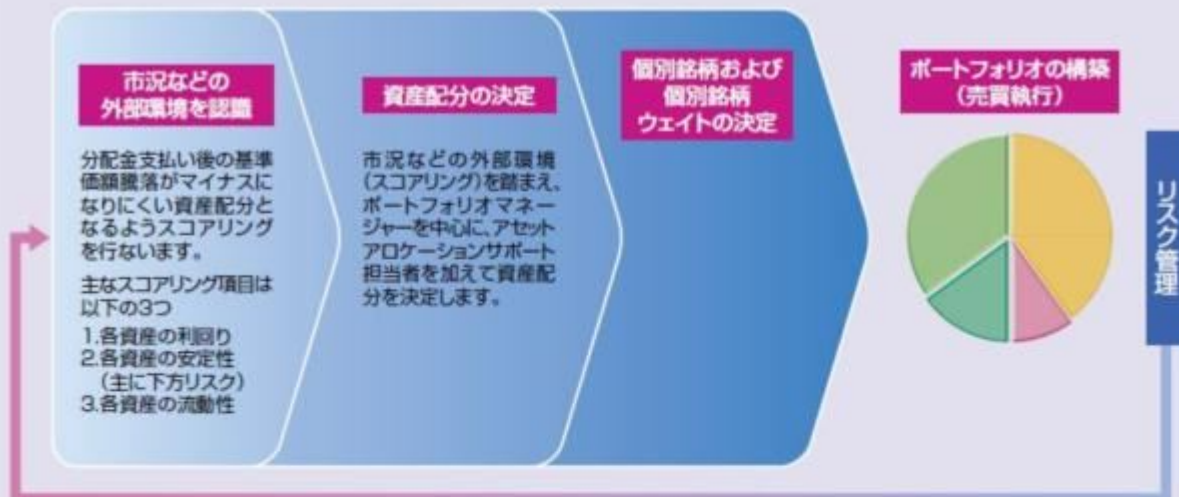 市況などの
外部環境を認識
分配金支払い後の基準
価額騰落がマイナスに
なりにくい資産配分と
なるようスコアリング
を行ないます。
主なスコアリング項目は
以下の3つ
1.各資産の利回り
2.各資産の安定性
(主に下方リスク)
3.各資産の流動性
資産配分の決定
市況などの外部環境
(スコアリング)を踏まえ、
ポートフォリオマネー
ジャーを中心に、アセット
アロケーションサポート
担当者を加えて資産配
分を決定します。
個別銘柄および
個別銘柄
ウェイトの決定
ポートフォリオの構築
(売買執行)
リスク管理